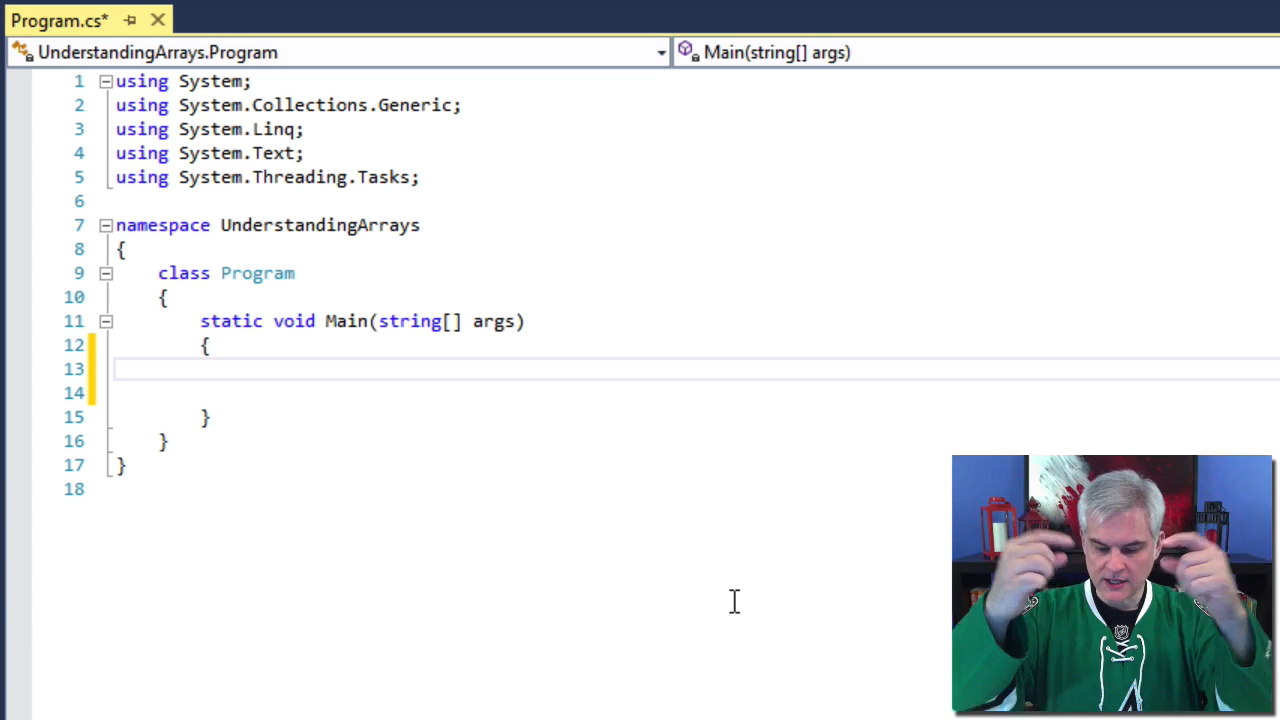 Program.cs*
UnderstandingArrays.Program
Main(string[] args)
1 using System;
2 using System.Collections.Generic;
3 using System.Linq;
4 using System.Text;
5 using System.Threading.Tasks;
6
7 namespace UnderstandingArrays
8 {
9 class Program
10 {
11 static void Main(string[] args)
12 {
13
14
15 }
16 }
17 }
18